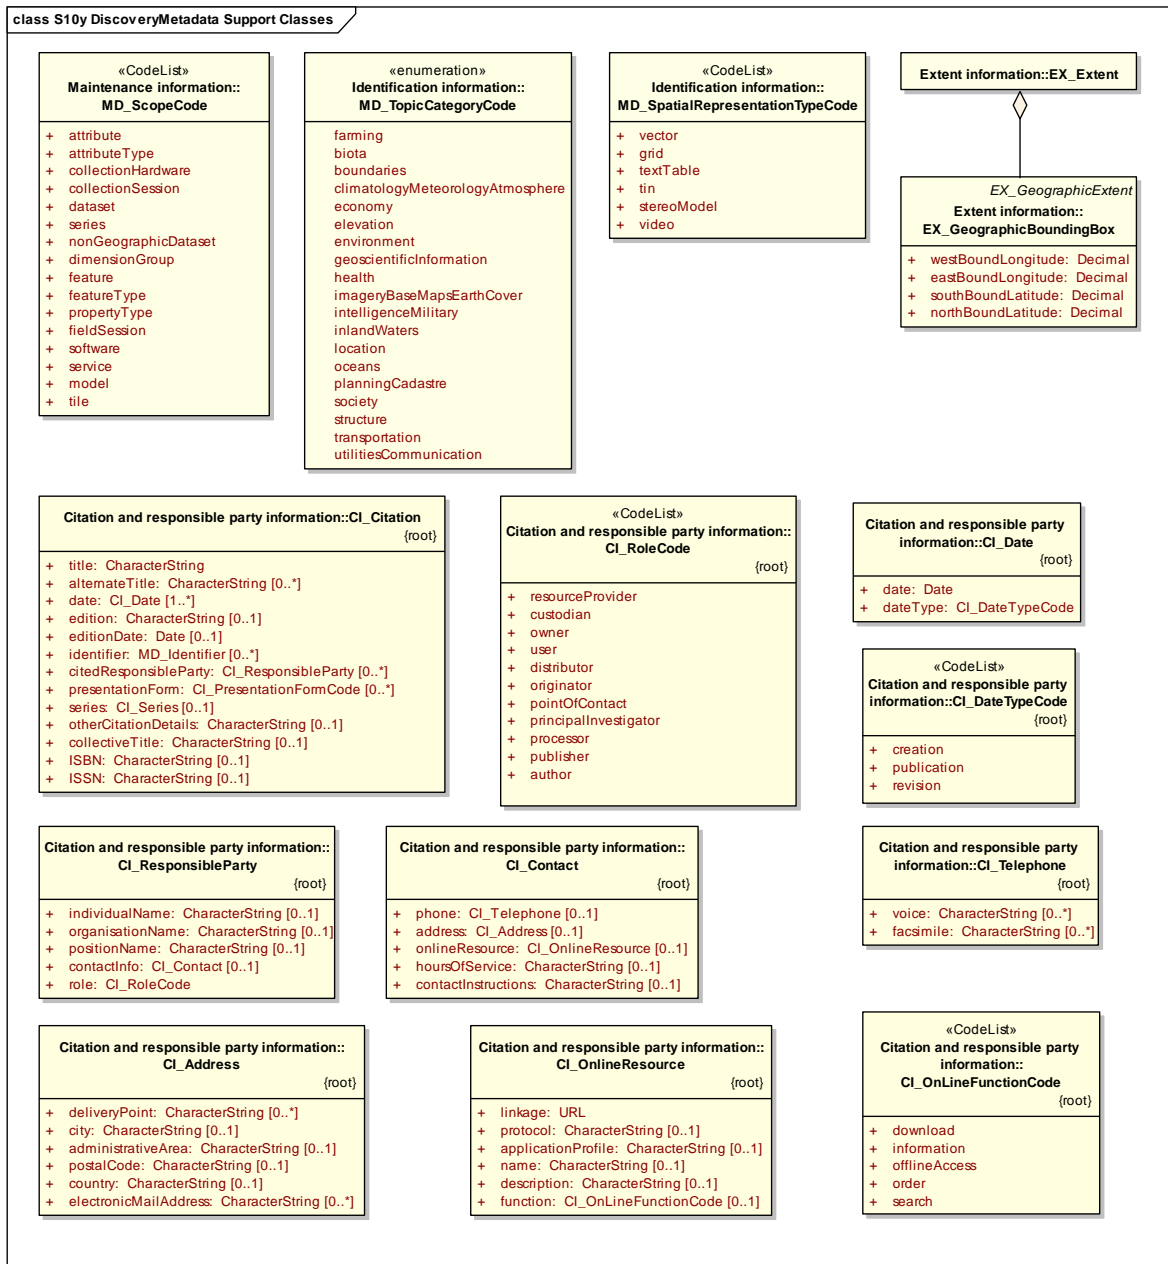 class S10y DiscoveryMetadata Support Classes
«CodeList»
Maintenance information::
MD_ScopeCode
+ attribute
+ attributeType
+ collectionHardware
+ collectionSession
+ dataset
+ series
+ nonGeographicDataset
+ dimensionGroup
+ feature
+ featureType
+ propertyType
+ fieldSession
+ software
+ service
+ model
+ tile
«enumeration»
Identification information::
MD_TopicCategoryCode
farming
biota
boundaries
climatologyMeteorologyAtmosphere
economy
elevation
environment
geoscientificInformation
health
imageryBaseMapsEarthCover
intelligenceMilitary
inlandWaters
location
oceans
planningCadastre
society
structure
transportation
utilitiesCommunication
«CodeList»
Identification information::
MD_SpatialRepresentationTypeCode
+ vector
+ grid
+ textTable
+ tin
+ stereoModel
+ video
Extent information::EX_Extent
EX_GeographicExtent
Extent information::
EX_GeographicBoundingBox
+ westBoundLongitude: Decimal
+ eastBoundLongitude: Decimal
+ southBoundLatitude: Decimal
+ northBoundLatitude: Decimal
Citation and responsible party information::CI_Citation
{root}
+ title: CharacterString
+ alternateTitle: CharacterString [0..*]
+ date: CI_Date [1..*]
+ edition: CharacterString [0..1]
+ editionDate: Date [0..1]
+ identifier: MD_Identifier [0..*]
+ citedResponsibleParty: CI_ResponsibleParty [0..*]
+ presentationForm: CI_PresentationFormCode [0..*]
+ series: CI_Series [0..1]
+ otherCitationDetails: CharacterString [0..1]
+ collectiveTitle: CharacterString [0..1]
+ ISBN: CharacterString [0..1]
+ ISSN: CharacterString [0..1]
«CodeList»
Citation and responsible party information::
CI_RoleCode
{root}
+ resourceProvider
+ custodian
+ owner
+ user
+ distributor
+ originator
+ pointOfContact
+ principalInvestigator
+ processor
+ publisher
+ author
Citation and responsible party
information::CI_Date
{root}
+ date: Date
+ dateType: CI_DateTypeCode
«CodeList»
Citation and responsible party
information::CI_DateTypeCode
{root}
+ creation
+ publication
+ revision
Citation and responsible party information::
CI_ResponsibleParty
{root}
+ individualName: CharacterString [0..1]
+ organisationName: CharacterString [0..1]
+ positionName: CharacterString [0..1]
+ contactInfo: CI_Contact [0..1]
+ role: CI_RoleCode
Citation and responsible party information::
CI_Contact
{root}
+ phone: CI_Telephone [0..1]
+ address: CI_Address [0..1]
+ onlineResource: CI_OnlineResource [0..1]
+ hoursOfService: CharacterString [0..1]
+ contactInstructions: CharacterString [0..1]
Citation and responsible party
information::CI_Telephone
{root}
+ voice: CharacterString [0..*]
+ facsimile: CharacterString [0..*]
Citation and responsible party information::
CI_Address
{root}
+ deliveryPoint: CharacterString [0..*]
+ city: CharacterString [0..1]
+ administrativeArea: CharacterString [0..1]
+ postalCode: CharacterString [0..1]
+ country: CharacterString [0..1]
+ electronicMailAddress: CharacterString [0..*]
Citation and responsible party information::
CI_OnlineResource
{root}
+ linkage: URL
+ protocol: CharacterString [0..1]
+ applicationProfile: CharacterString [0..1]
+ name: CharacterString [0..1]
+ description: CharacterString [0..1]
+ function: CI_OnLineFunctionCode [0..1]
«CodeList»
Citation and responsible party
information::
CI_OnLineFunctionCode
{root}
+ download
+ information
+ offlineAccess
+ order
+ search